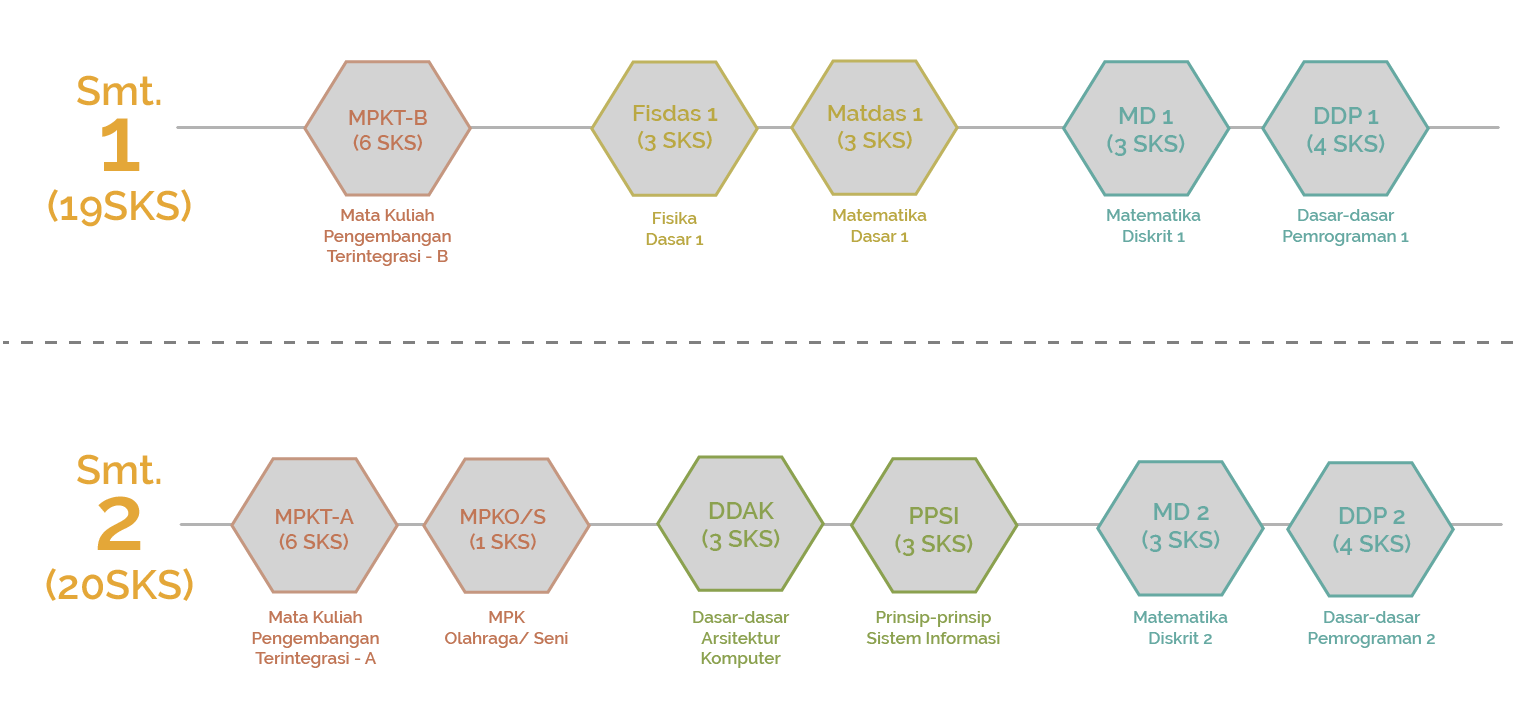 Smt.
1
(19SKS)
MPKT-B
(6 SKS)
Mata Kuliah
Pengembangan
Terintegrasi - B
Fisdas 1
(3 SKS)
Fisika
Dasar 1
Matdas 1
(3 SKS)
Matematika
Dasar 1
MD 1
(3 SKS)
Matematika
Diskrit 1
DDP 1
(4 SKS)
Dasar-dasar
Pemrograman 1
Smt.
2
(20SKS)
MPKT-A
(6 SKS)
Mata Kuliah
Pengembangan
Terintegrasi - A
MPKO/S
(1 SKS)
MPK
Olahraga/ Seni
DDAK
(3 SKS)
Dasar-dasar
Arsitektur
Komputer
PPSI
(3 SKS)
Prinsip-prinsip
Sistem Informasi
MD 2
(3 SKS)
Matematika
Diskrit 2
DDP 2
(4 SKS)
Dasar-dasar
Pemrograman 2